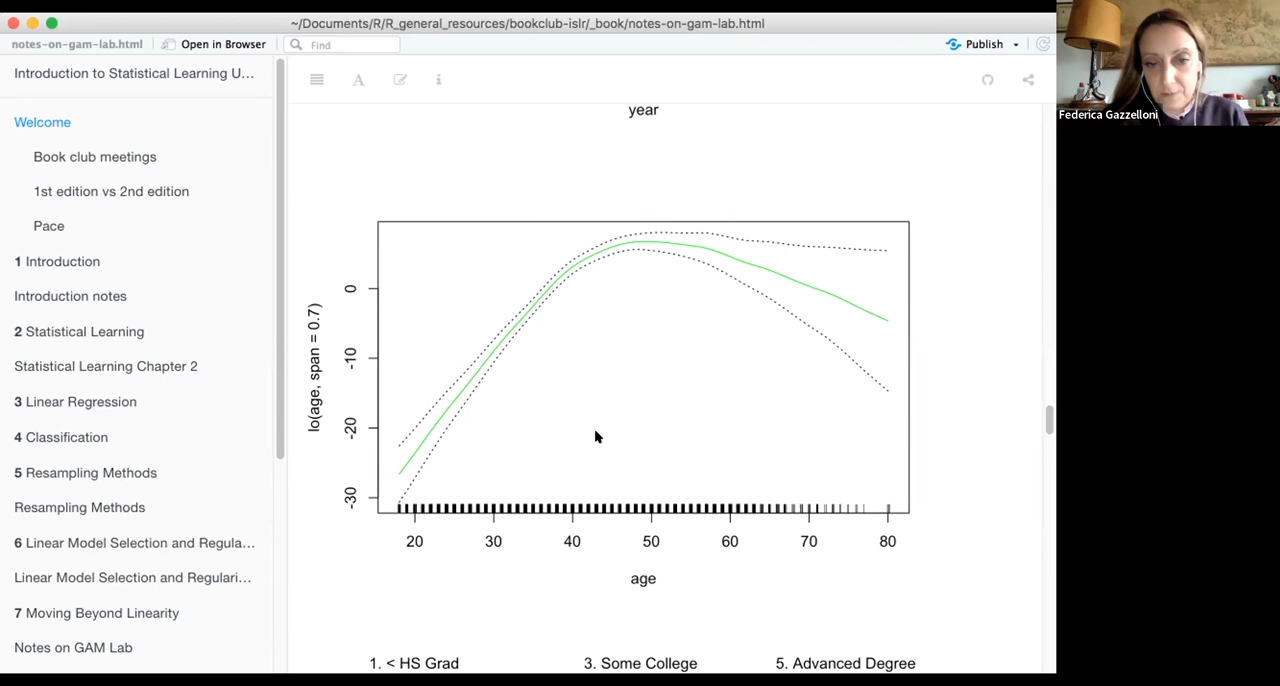 ~/Documents/R/R_general_resources/bookclub-islr/_book/notes-on-gam-lab.html
notes-on-gam-lab.html
Open in Browser
Find
Publish
Introduction to Statistical Learning U...
Welcome
Book club meetings
1st edition vs 2nd edition
Pace
1 Introduction
Introduction notes
2 Statistical Learning
Statistical Learning Chapter 2
3 Linear Regression
4 Classification
5 Resampling Methods
Resampling Methods
6 Linear Model Selection and Regula...
Linear Model Selection and Regulari...
7 Moving Beyond Linearity
Notes on GAM Lab
A
i
year
lo(age, span = 0.7)
0
-10
-20
-30
20 30 40 50 60 70 80
age
1. < HS Grad 3. Some College 5. Advanced Degree
Federica Gazzelloni